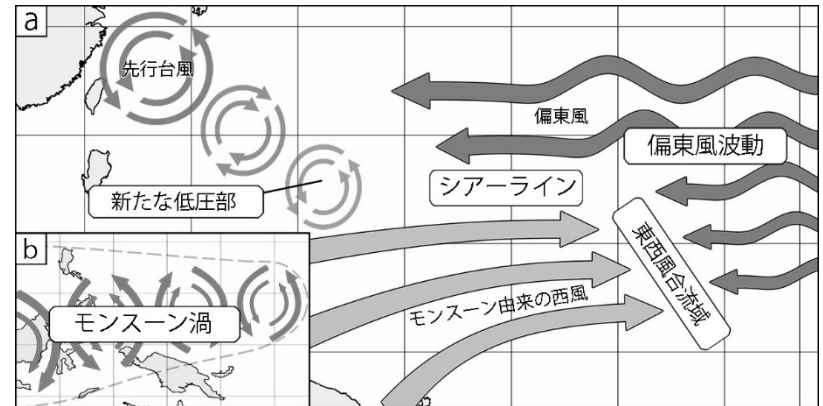 a
先行台風
偏東風
偏東風波動
新たな低圧部
シアーライン
東西風合流域
モンスーン由来の西風
b
モンスーン渦